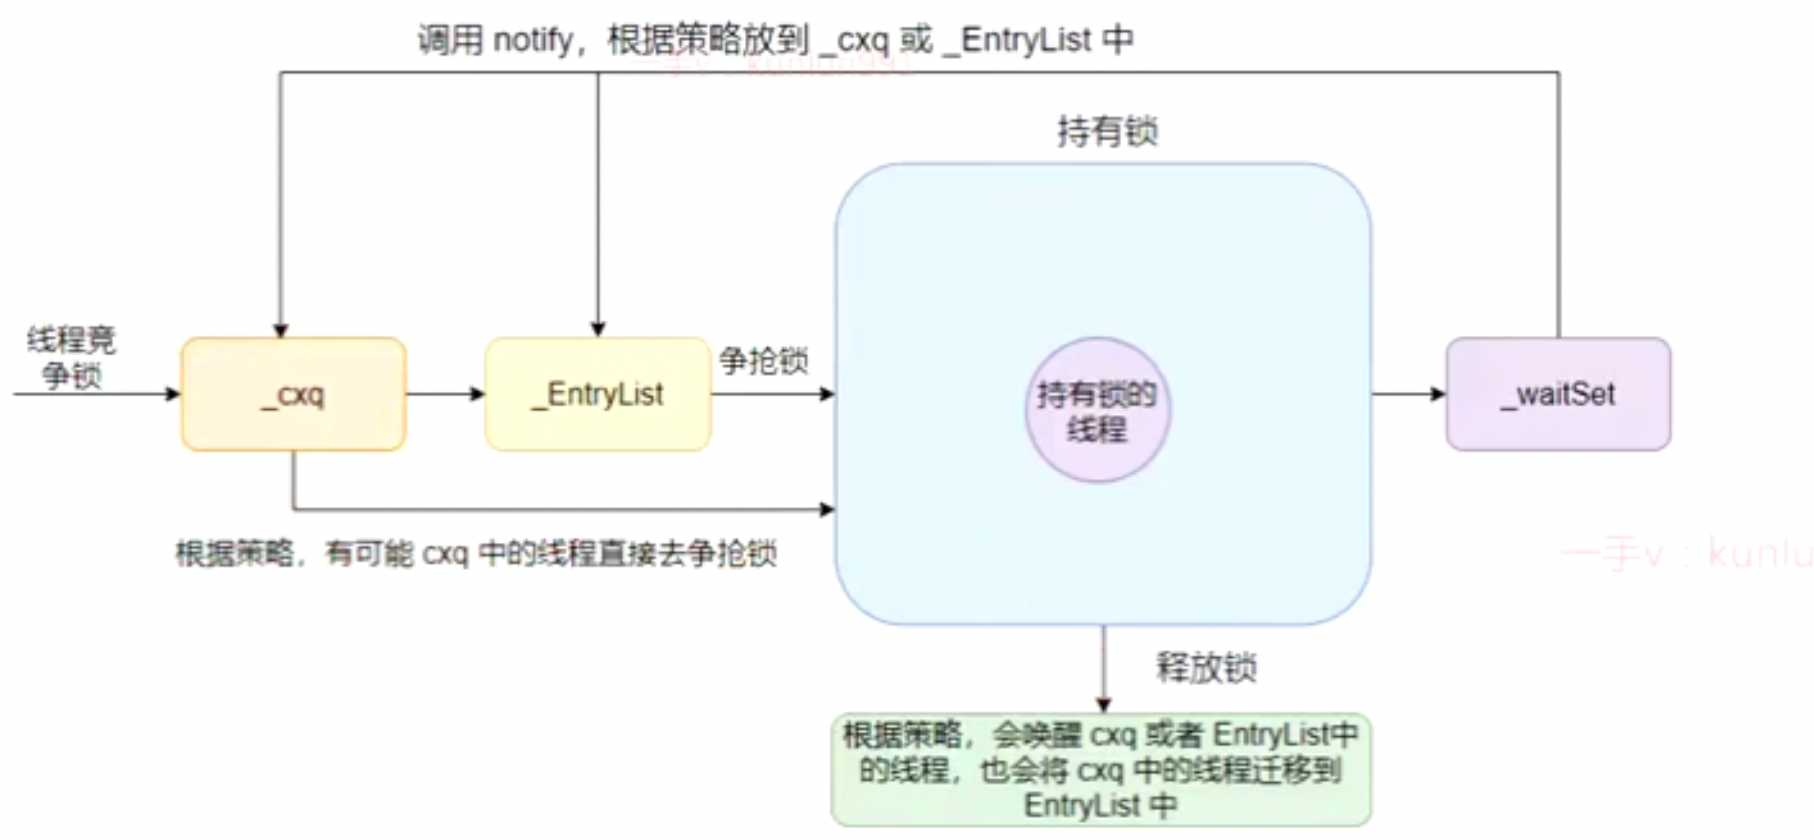 调用 notify，根据策略放到 _cxq 或 _EntryList 中
一手v：kunlun991
持有锁
线程竞
争锁
_cxq
_EntryList
争抢锁
持有锁的
线程
_waitSet
根据策略，有可能 cxq 中的线程直接去争抢锁
一手v：kunlu
释放锁
根据策略，会唤醒 cxq 或者 EntryList中
的线程，也会将 cxq 中的线程迁移到
EntryList 中